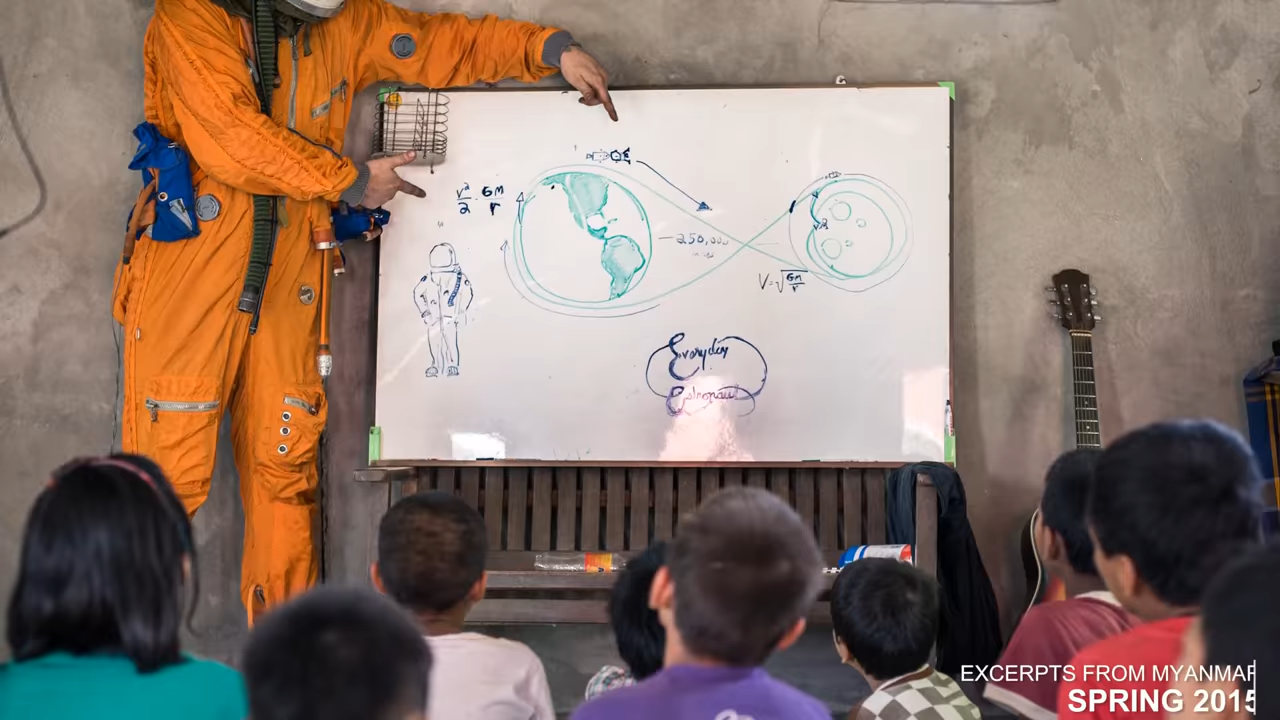 v²/2 - GM/r
250,000
V=√GM/r
Everyday
Astronaut
EXCERPTS FROM MYANMAR
SPRING 2015